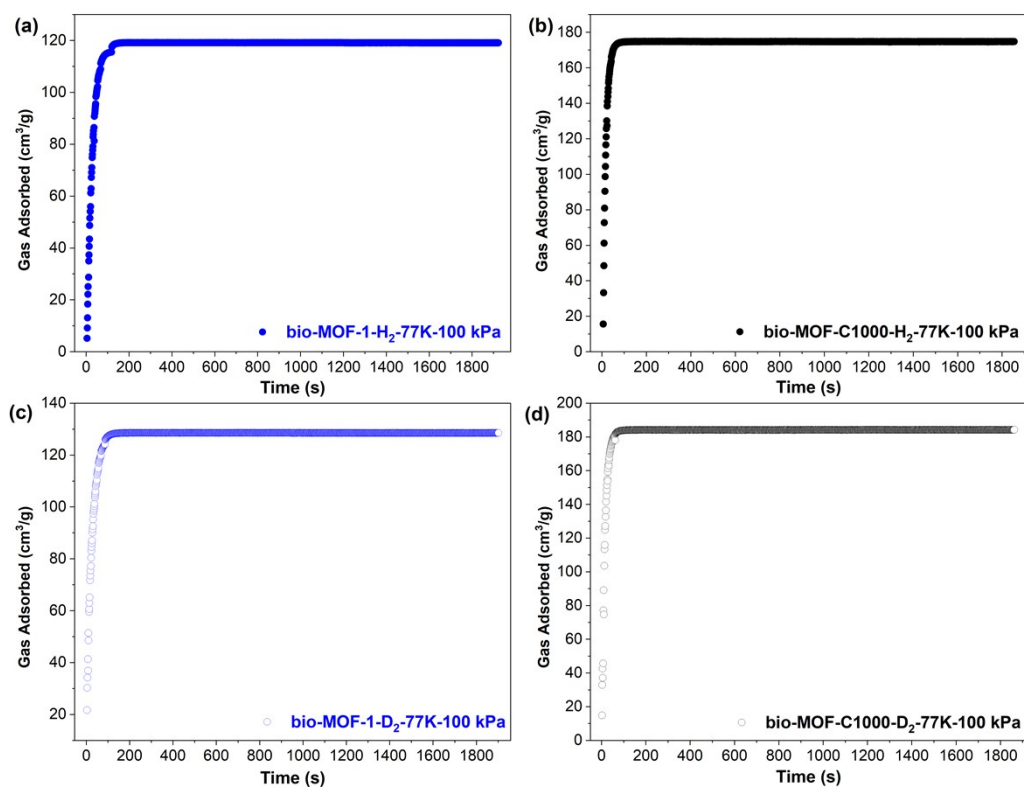 (a)
Gas Adsorbed (cm³/g)
120
100
80
60
40
20
0
bio-MOF-1-H₂-77K-100 kPa
0 200 400 600 800 1000 1200 1400 1600 1800
Time (s)
(b)
Gas Adsorbed (cm³/g)
180
160
140
120
100
80
60
40
20
0
bio-MOF-C1000-H₂-77K-100 kPa
0 200 400 600 800 1000 1200 1400 1600 1800
Time (s)
(c)
Gas Adsorbed (cm³/g)
140
120
100
80
60
40
20
bio-MOF-1-D₂-77K-100 kPa
0 200 400 600 800 1000 1200 1400 1600 1800
Time (s)
(d)
Gas Adsorbed (cm³/g)
200
180
160
140
120
100
80
60
40
20
0
bio-MOF-C1000-D₂-77K-100 kPa
0 200 400 600 800 1000 1200 1400 1600 1800
Time (s)